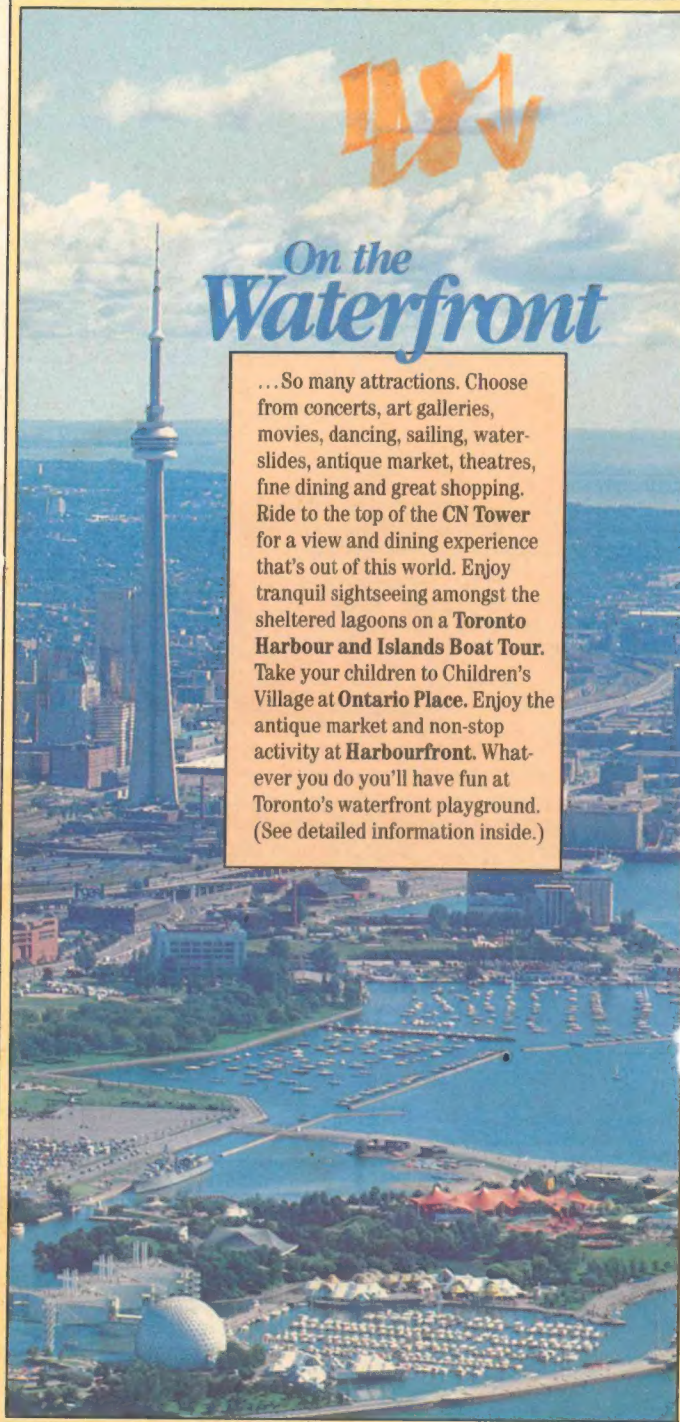 On the
Waterfront
...So many attractions. Choose
from concerts, art galleries,
movies, dancing, sailing, water-
slides, antique market, theatres,
fine dining and great shopping.
Ride to the top of the CN Tower
for a view and dining experience
that's out of this world. Enjoy
tranquil sightseeing amongst the
sheltered lagoons on a Toronto
Harbour and Islands Boat Tour.
Take your children to Children's
Village at Ontario Place. Enjoy the
antique market and non-stop
activity at Harbourfront. What-
ever you do you'll have fun at
Toronto's waterfront playground.
(See detailed information inside.)